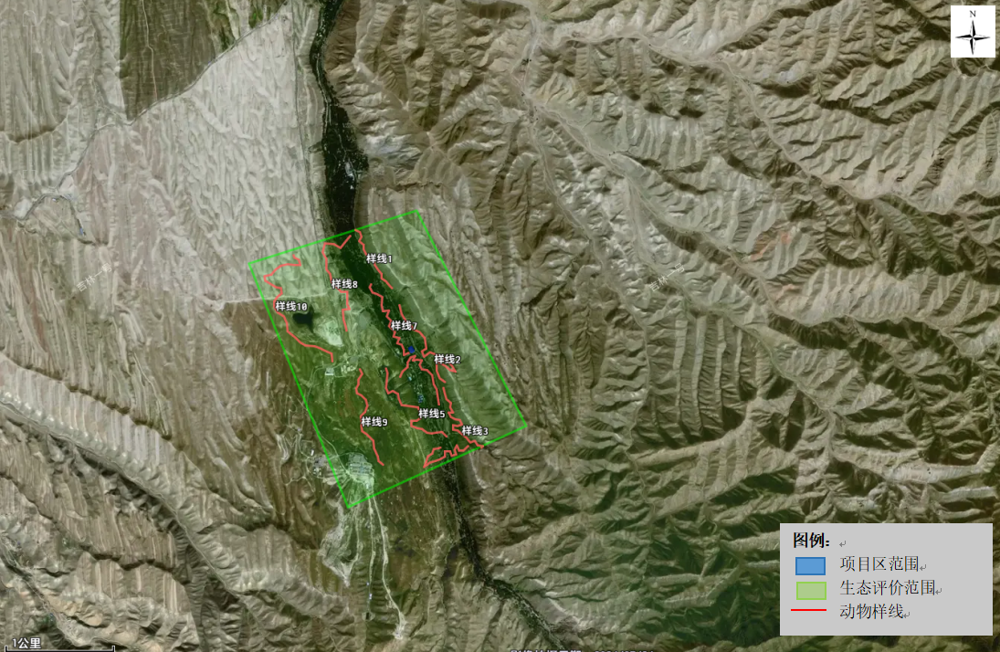 N
样线1
样线8
样线10
样线7
样线2
样线5
样线9
样线3
图例：
项目区范围
生态评价范围
动物样线
1公里